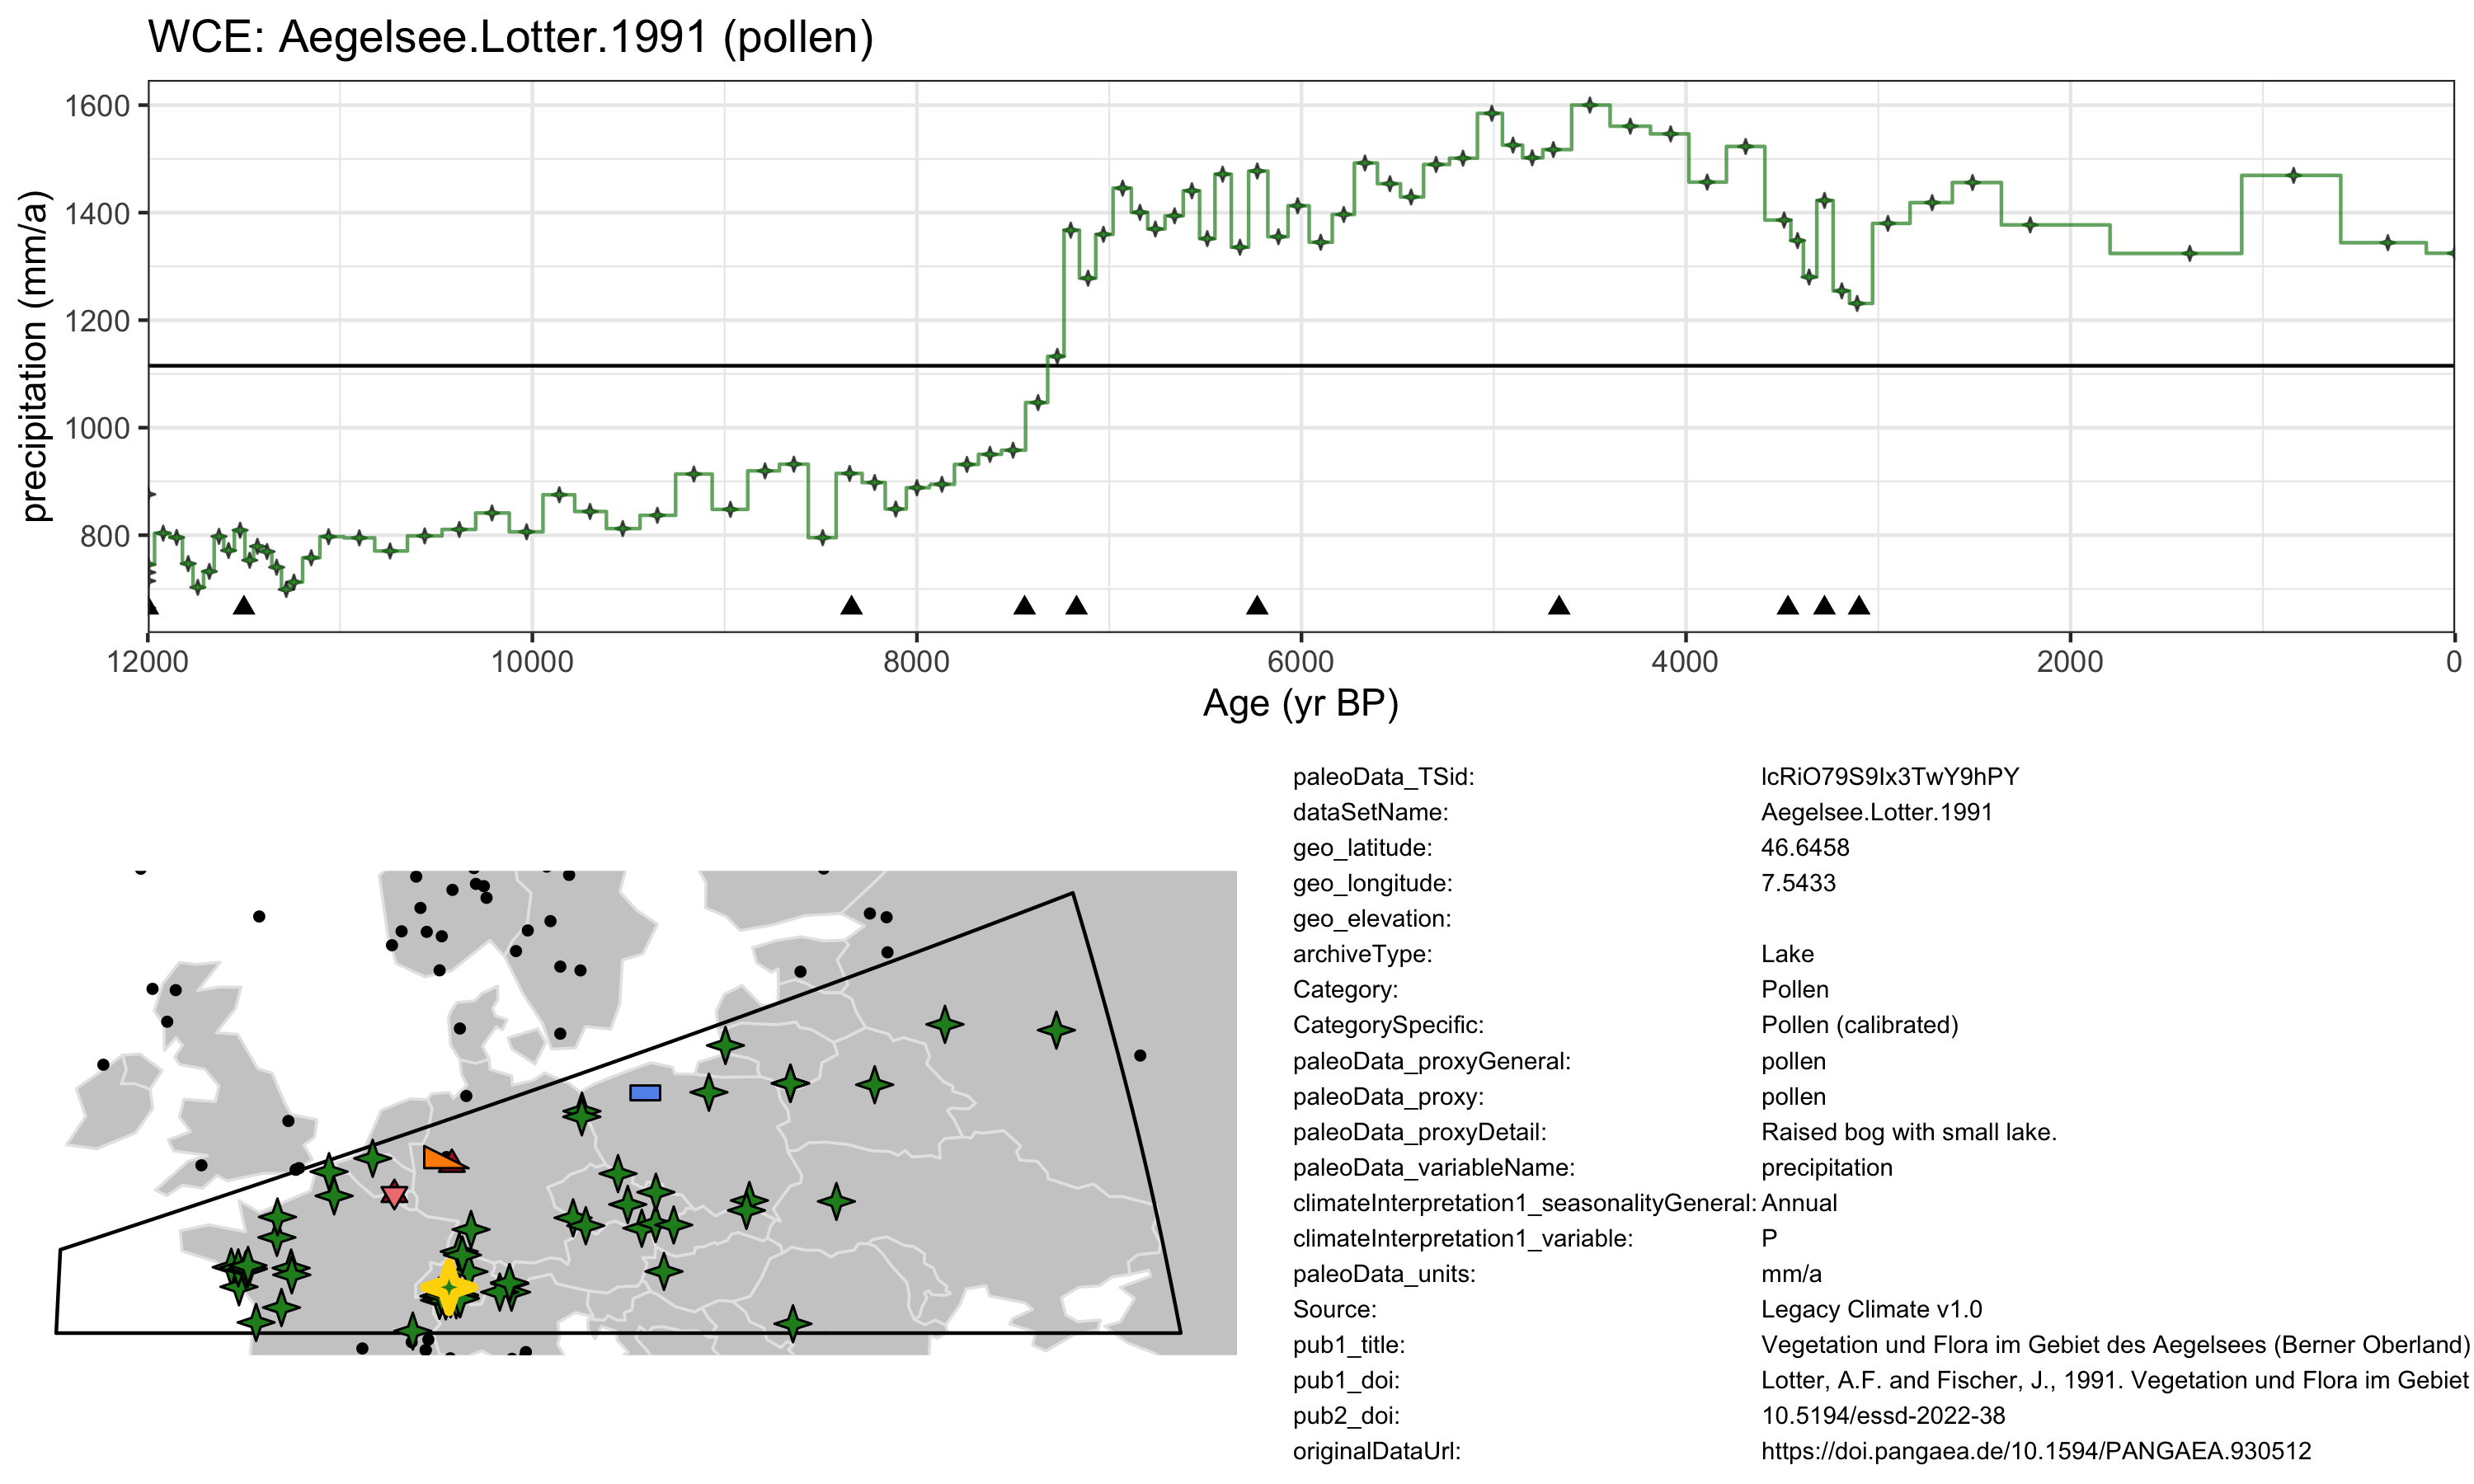 WCE: Aegelsee.Lotter.1991 (pollen)
precipitation (mm/a)
1600
1400
1200
1000
800
12000 10000 8000 6000 4000 2000 0
Age (yr BP)
paleoData_TSid: lcRiO79S9Ix3TwY9hPY
dataSetName: Aegelsee.Lotter.1991
geo_latitude: 46.6458
geo_longitude: 7.5433
geo_elevation:
archiveType: Lake
Category: Pollen
CategorySpecific: Pollen (calibrated)
paleoData_proxyGeneral: pollen
paleoData_proxy: pollen
paleoData_proxyDetail: Raised bog with small lake.
paleoData_variableName: precipitation
climateInterpretation1_seasonalityGeneral: Annual
climateInterpretation1_variable: P
paleoData_units: mm/a
Source: Legacy Climate v1.0
pub1_title: Vegetation und Flora im Gebiet des Aegelsees (Berner Oberland)
pub1_doi: Lotter, A.F. and Fischer, J., 1991. Vegetation und Flora im Gebiet
pub2_doi: 10.5194/essd-2022-38
originalDataUrl: https://doi.pangaea.de/10.1594/PANGAEA.930512